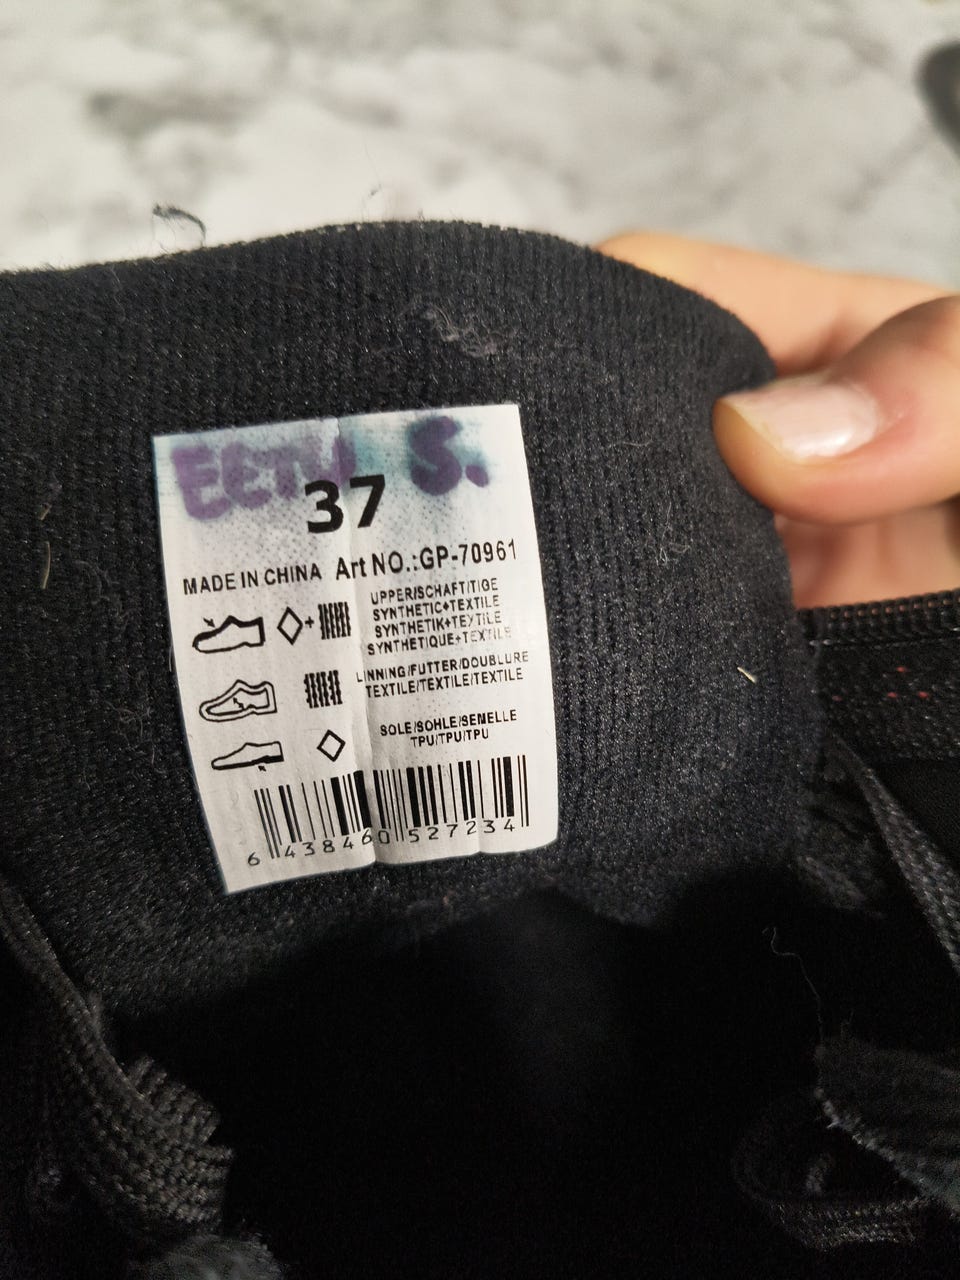 EETU S.
37
MADE IN CHINA Art NO.:GP-70961
UPPER/SCHAFT/TIGE
SYNTHETIC+TEXTILE
SYNTHETIK+TEYTILE
SYNTHETIQUE+TEXTILE
LINNING/FUTTER/DOUBLURE
TEXTILE/TEXTILE/TEXTILE
SOLE/SOHLE/SEMELLE
TPU/TPU/TPU
6 438460 527234